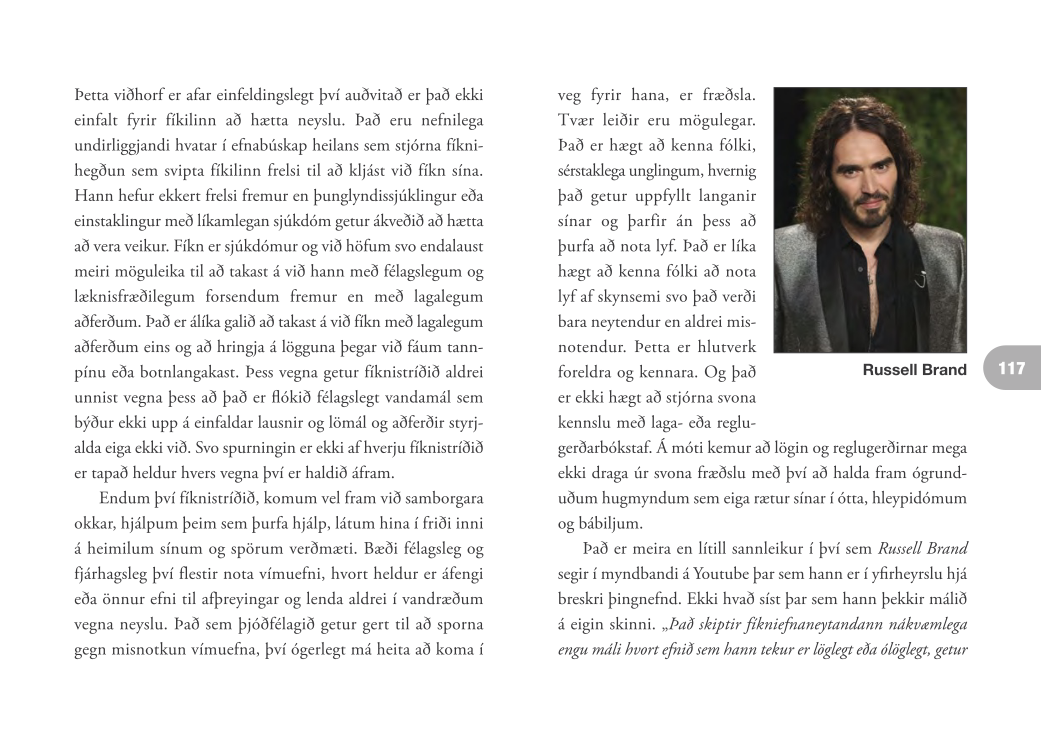 Þetta viðhorf er afar einfeldingslegt því auðvitað er það ekki
einfalt fyrir fíkilinn að hætta neyslu. Það eru nefnilega
undirliggjandi hvatar í efnabúskap heilans sem stjórna fíkni-
hegðun sem svipta fíkilinn frelsi til að kljást við fíkn sína.
Hann hefur ekkert frelsi fremur en þunglyndissjúklingur eða
einstaklingur með líkamlegan sjúkdóm getur ákveðið að hætta
að vera veikur. Fíkn er sjúkdómur og við höfum svo endalaust
meiri möguleika til að takast á við hann með félagslegum og
læknisfræðilegum forsendum fremur en með lagalegum
aðferðum. Það er álíka galið að takast á við fíkn með lagalegum
aðferðum eins og að hringja á lögguna þegar við fáum tann-
pínu eða botnlangakast. Þess vegna getur fíknistríðið aldrei
unnist vegna þess að það er flókið félagslegt vandamál sem
býður ekki upp á einfaldar lausnir og lömál og aðferðir styrj-
alda eiga ekki við. Svo spurningin er ekki af hverju fíknistríðið
er tapað heldur hvers vegna því er haldið áfram.
Endum því fíknistríðið, komum vel fram við samborgara
okkar, hjálpum þeim sem þurfa hjálp, látum hina í friði inni
á heimilum sínum og spörum verðmæti. Bæði félagsleg og
fjárhagsleg því flestir nota vímuefni, hvort heldur er áfengi
eða önnur efni til afþreyingar og lenda aldrei í vandræðum
vegna neyslu. Það sem þjóðfélagið getur gert til að sporna
gegn misnotkun vímuefna, því ógerlegt má heita að koma í
veg fyrir hana, er fræðsla.
Tvær leiðir eru mögulegar.
Það er hægt að kenna fólki,
sérstaklega unglingum, hvernig
það getur uppfyllt langanir
sínar og þarfir án þess að
þurfa að nota lyf. Það er líka
hægt að kenna fólki að nota
lyf af skynsemi svo það verði
bara neytendur en aldrei mis-
notendur. Þetta er hlutverk
foreldra og kennara. Og það
er ekki hægt að stjórna svona
kennslu með laga- eða reglu-
gerðarbókstaf. Á móti kemur að lögin og reglugerðirnar mega
ekki draga úr svona fræðslu með því að halda fram ógrund-
uðum hugmyndum sem eiga rætur sínar í ótta, hleypidómum
og bábiljum.
Það er meira en lítill sannleikur í því sem Russell Brand
segir í myndbandi á Youtube þar sem hann er í yfirheyrslu hjá
breskri þingnefnd. Ekki hvað síst þar sem hann þekkir málið
á eigin skinni. „Það skiptir fíkniefnaneytandann nákvæmlega
engu máli hvort efnið sem hann tekur er löglegt eða ólöglegt, getur
Russell Brand
117